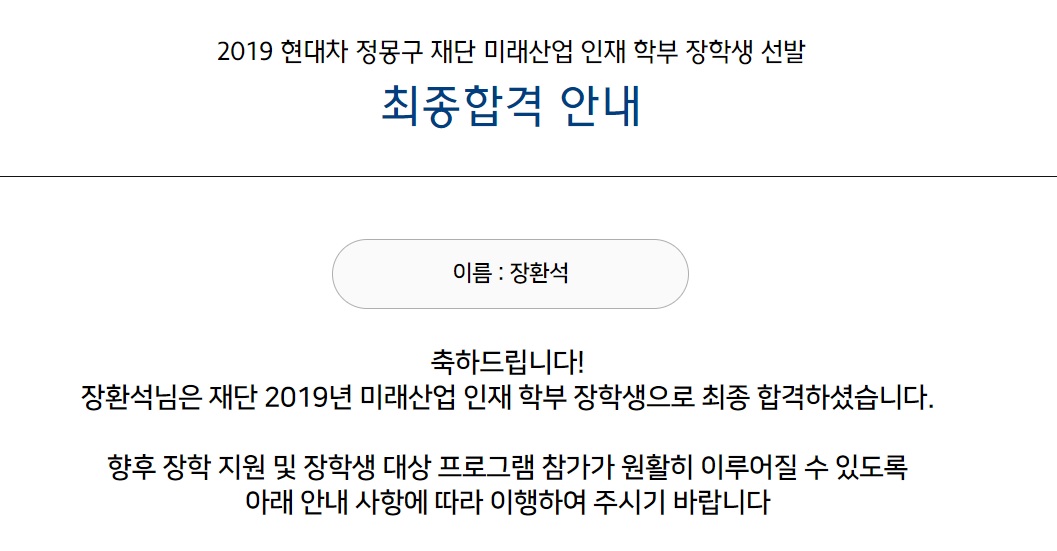 2019 현대차 정몽구 재단 미래산업 인재 학부 장학생 선발
최종합격 안내
이름 : 장환석
축하드립니다!
장환석님은 재단 2019년 미래산업 인재 학부 장학생으로 최종 합격하셨습니다.
향후 장학 지원 및 장학생 대상 프로그램 참가가 원활히 이루어질 수 있도록
아래 안내 사항에 따라 이행하여 주시기 바랍니다